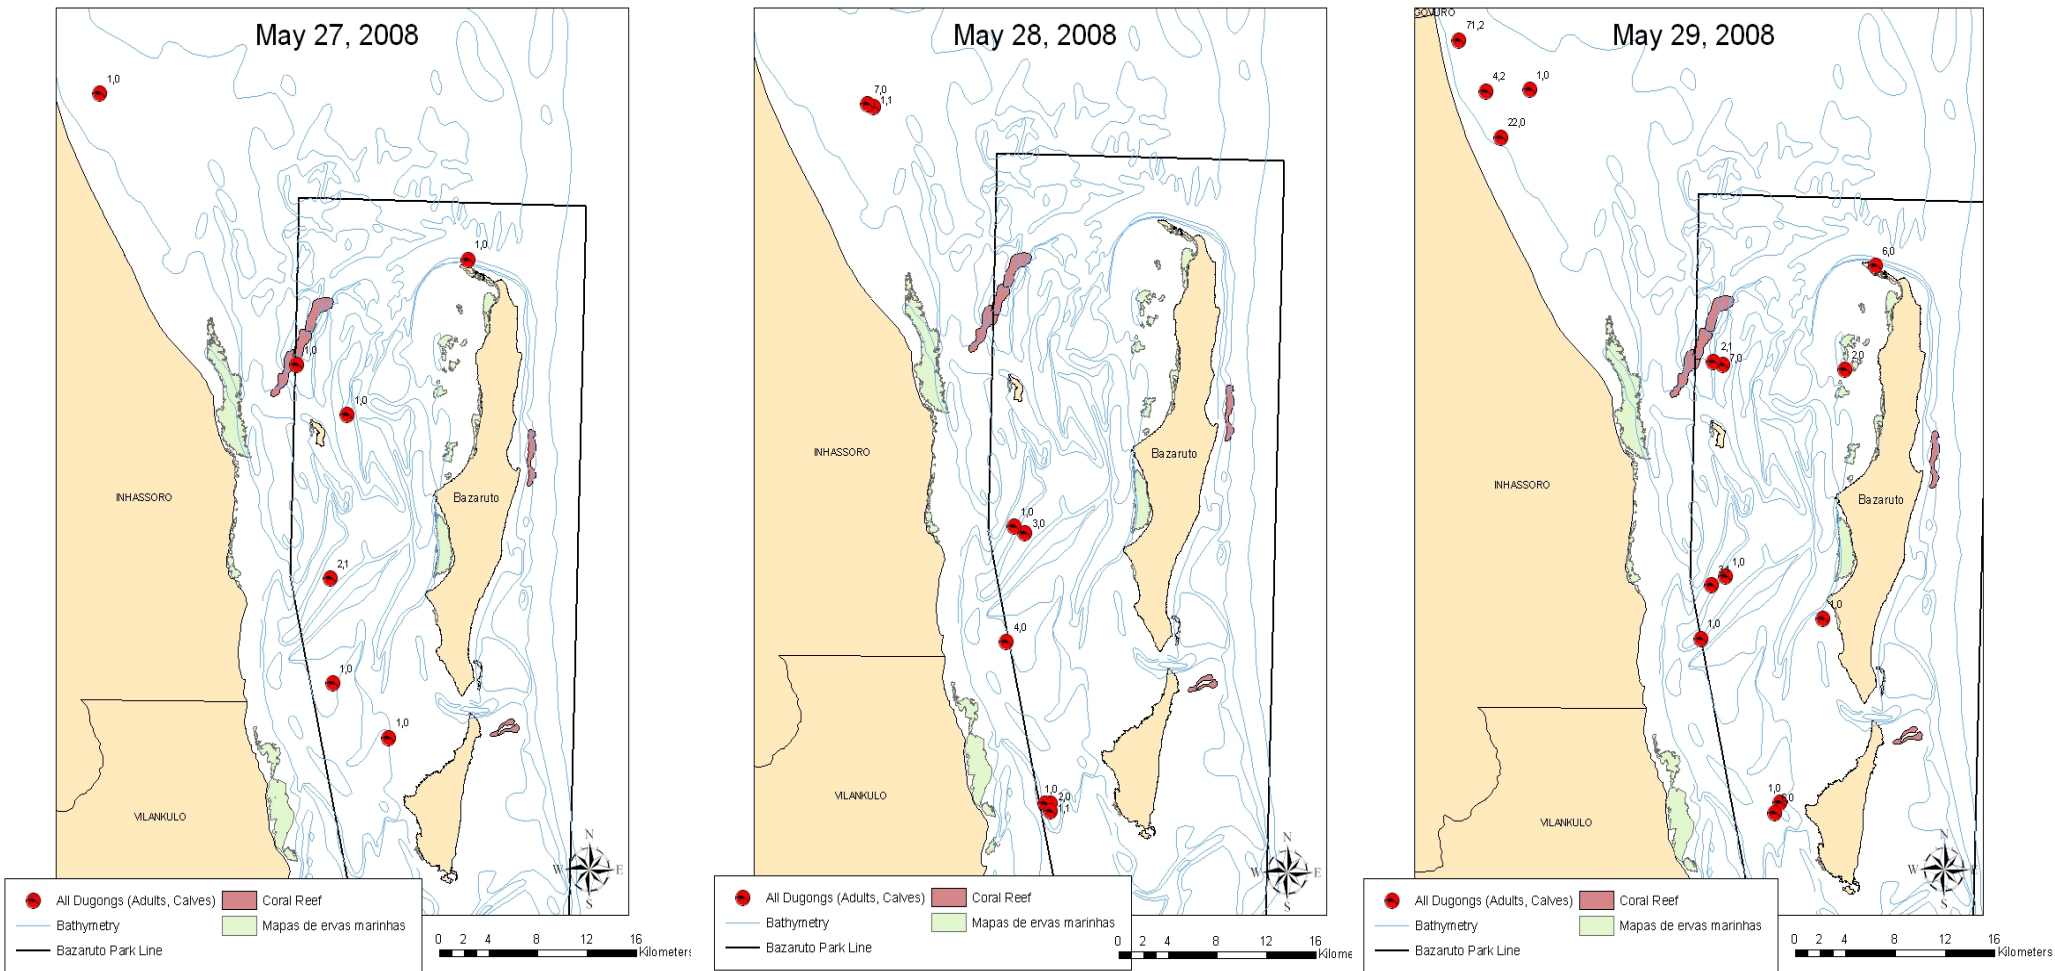 May 27, 2008
1,0
1,0
1,0
1,0
INHASSORO
Bazaruto
2,1
1,0
1,0
VILANKULO
N
W E
S
All Dugongs (Adults, Calves)
Coral Reef
Bathymetry
Mapas de ervas marinhas
Bazaruto Park Line
0 2 4 8 12 16
Kilometers
May 28, 2008
7,0
1,1
INHASSORO
Bazaruto
1,0
3,0
4,0
VILANKULO
1,0
2,0
1,1
N
W E
S
All Dugongs (Adults, Calves)
Coral Reef
Bathymetry
Mapas de ervas marinhas
Bazaruto Park Line
0 2 4 8 12 16
Kilome
GOVURO
May 29, 2008
71,2
4,2
1,0
22,0
6,0
2,1
7,0
2,0
INHASSORO
Bazaruto
1,0
1,0
1,0
1,0
VILANKULO
N
W
S
All Dugongs (Adults, Calves)
Coral Reef
Bathymetry
Mapas de ervas marinhas
Bazaruto Park Line
0 2 4 8 12 16
Kilometers